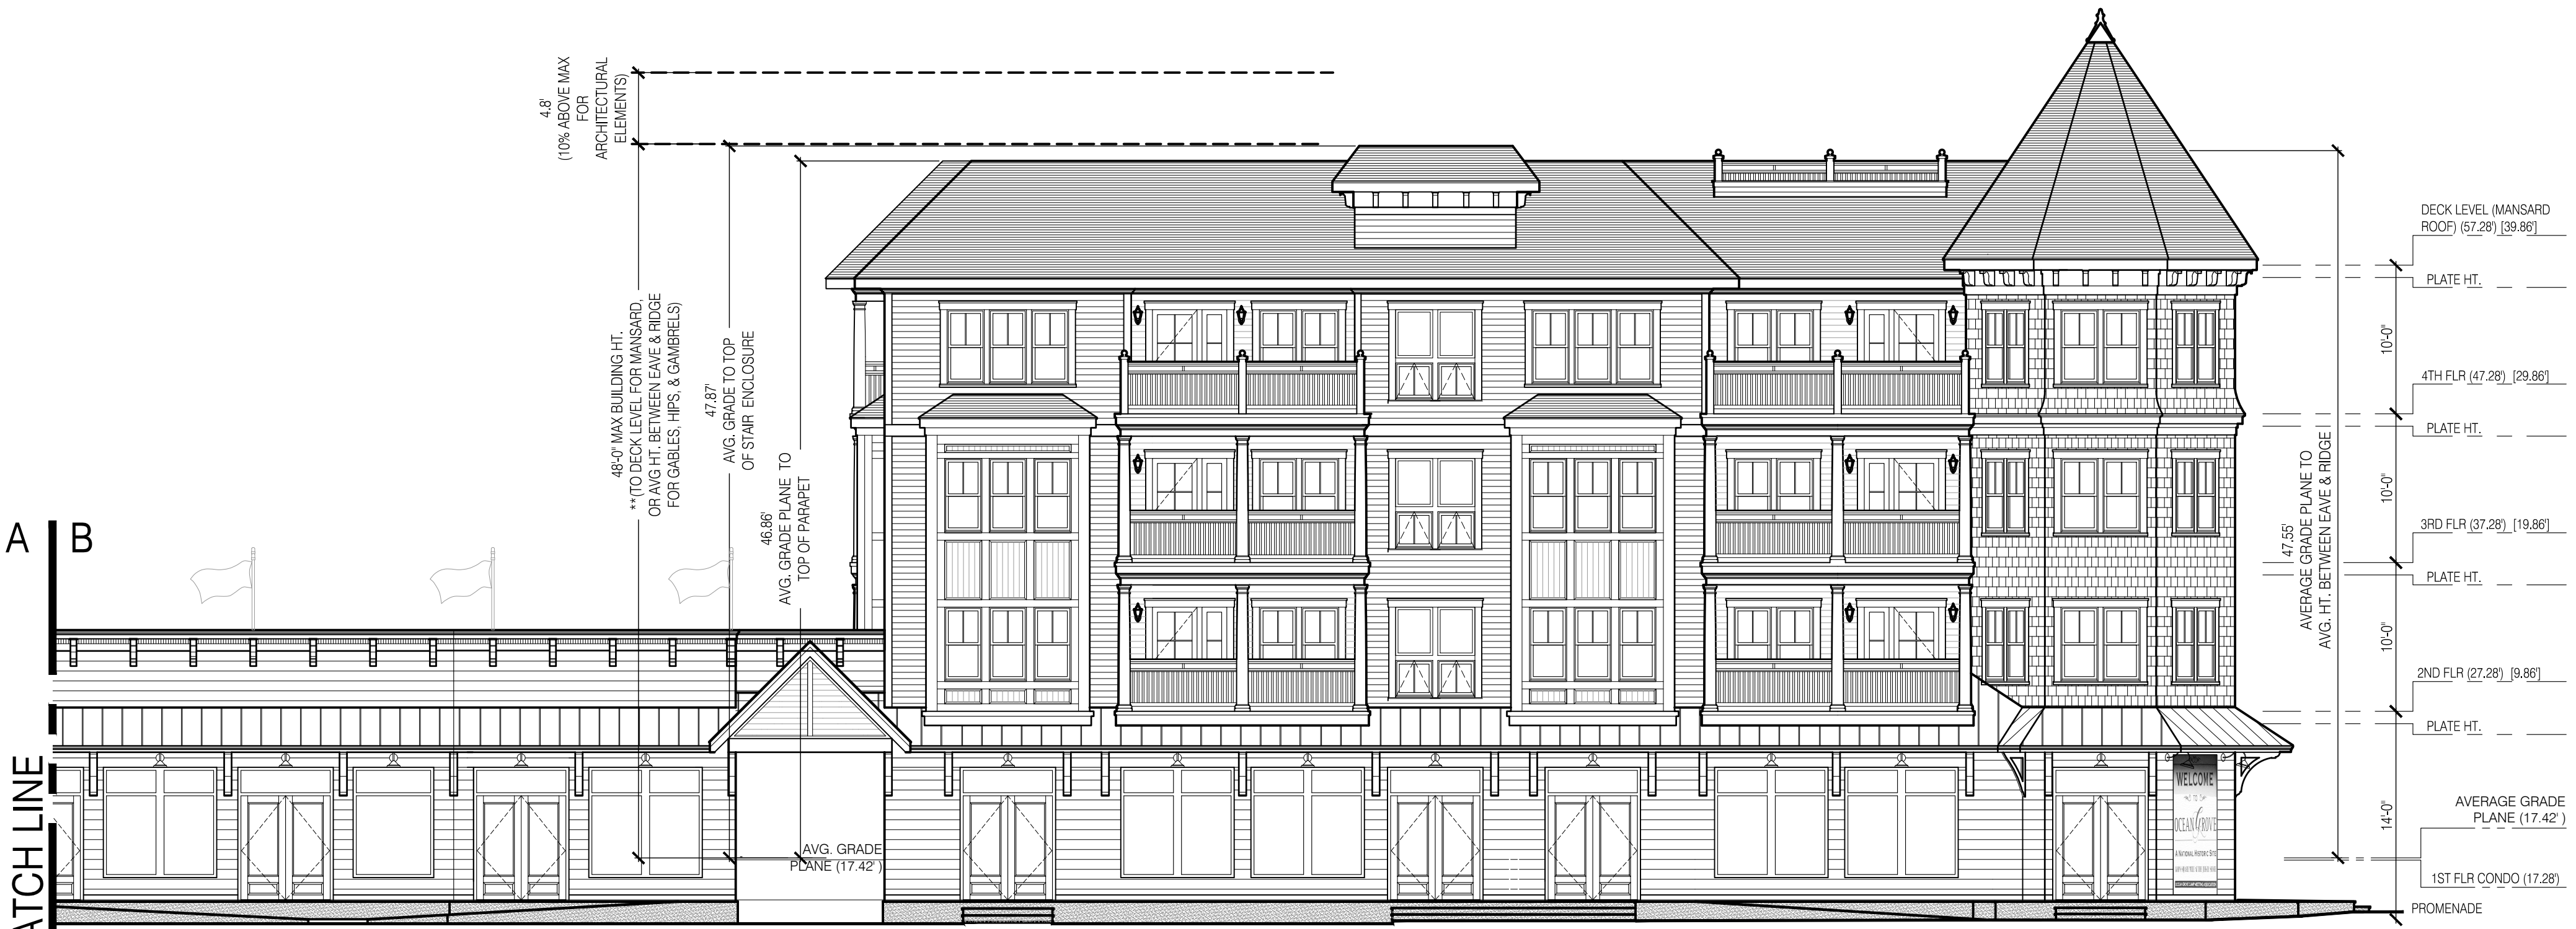 4.8'
(10% ABOVE MAX
FOR
ARCHITECTURAL
ELEMENTS)
48'-0" MAX BUILDING HT.
**(TO DECK LEVEL FOR MANSARD,
OR AVG HT. BETWEEN EAVE & RIDGE
FOR GABLES, HIPS, & GAMBRELS)
47.87'
AVG. GRADE TO TOP
OF STAIR ENCLOSURE
46.86'
AVG. GRADE PLANE TO
TOP OF PARAPET
A B
ATCH LINE
AVG. GRADE
PLANE (17.42')
WELCOME
TO
OCEAN GROVE
A NATIONAL HISTORIC SITE
47.55'
AVERAGE GRADE PLANE TO
AVG. HT. BETWEEN EAVE & RIDGE
10'-0"
10'-0"
10'-0"
14'-0"
DECK LEVEL (MANSARD
ROOF) (57.28') [39.86']
PLATE HT.
4TH FLR (47.28') [29.86']
PLATE HT.
3RD FLR (37.28') [19.86']
PLATE HT.
2ND FLR (27.28') [9.86']
PLATE HT.
AVERAGE GRADE
PLANE (17.42' )
1ST FLR CONDO (17.28')
PROMENADE